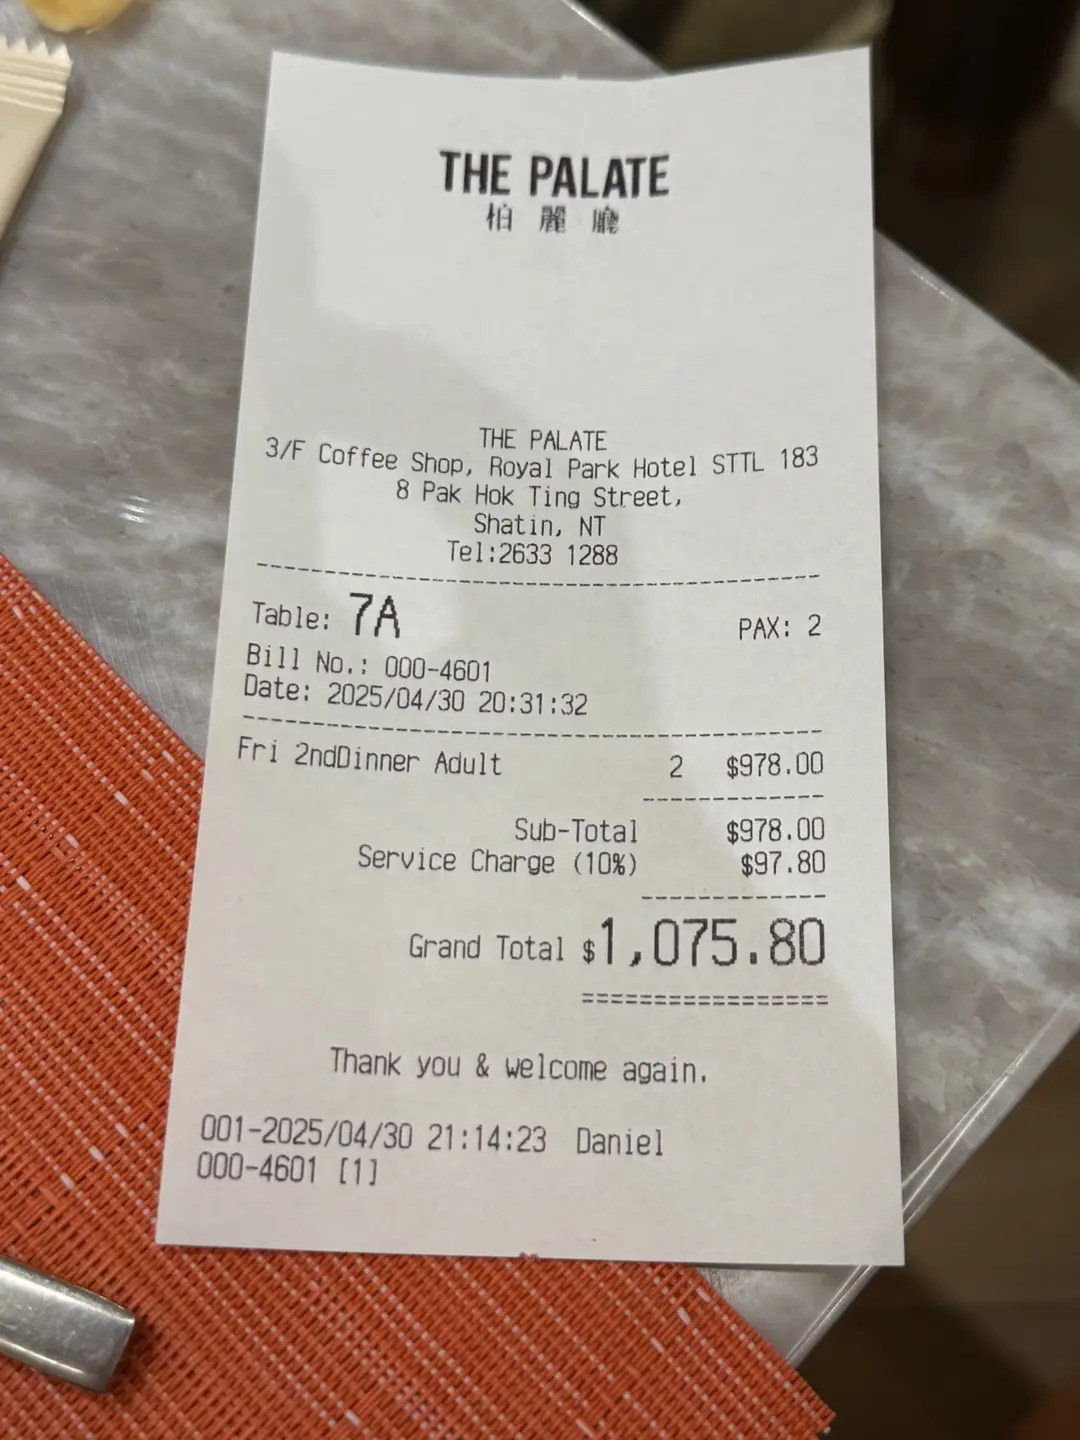 THE PALATE
柏麗廳
THE PALATE
3/F Coffee Shop, Royal Park Hotel STTL 183
8 Pak Hok Ting Street,
Shatin, NT
Tel:2633 1288
Table: 7A PAX: 2
Bill No.: 000-4601
Date: 2025/04/30 20:31:32
Fri 2ndDinner Adult 2 $978.00
Sub-Total $978.00
Service Charge (10%) $97.80
Grand Total $1,075.80
Thank you & welcome again.
001-2025/04/30 21:14:23 Daniel
000-4601 [1]